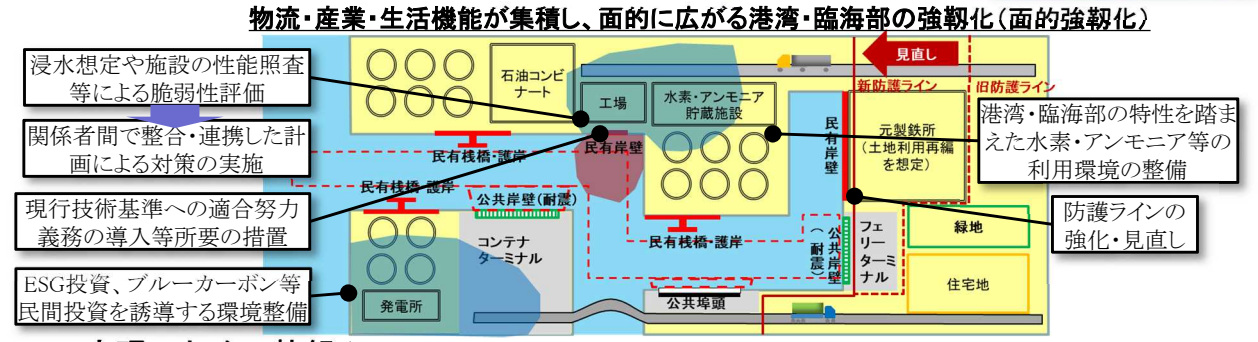 物流・産業・生活機能が集積し、面的に広がる港湾・臨海部の強靱化（面的強靱化）
浸水想定や施設の性能照査
等による脆弱性評価
関係者間で整合・連携した計
画による対策の実施
現行技術基準への適合努力
義務の導入等所要の措置
ESG投資、ブルーカーボン等
民間投資を誘導する環境整備
石油コンビ
ナート
工場
水素・アンモニア
貯蔵施設
見直し
新防護ライン
旧防護ライン
民有桟橋・護岸
民有岸壁
民有岸壁
元製鉄所
（土地利用再編
を想定）
港湾・臨海部の特性を踏ま
えた水素・アンモニア等の
利用環境の整備
防護ラインの
強化・見直し
民有桟橋・護岸
公共岸壁（耐震）
コンテナ
ターミナル
民有桟橋・護岸
公共岸壁
（耐震）
フェ
リー
ターミ
ナル
緑地
住宅地
発電所
公共埠頭